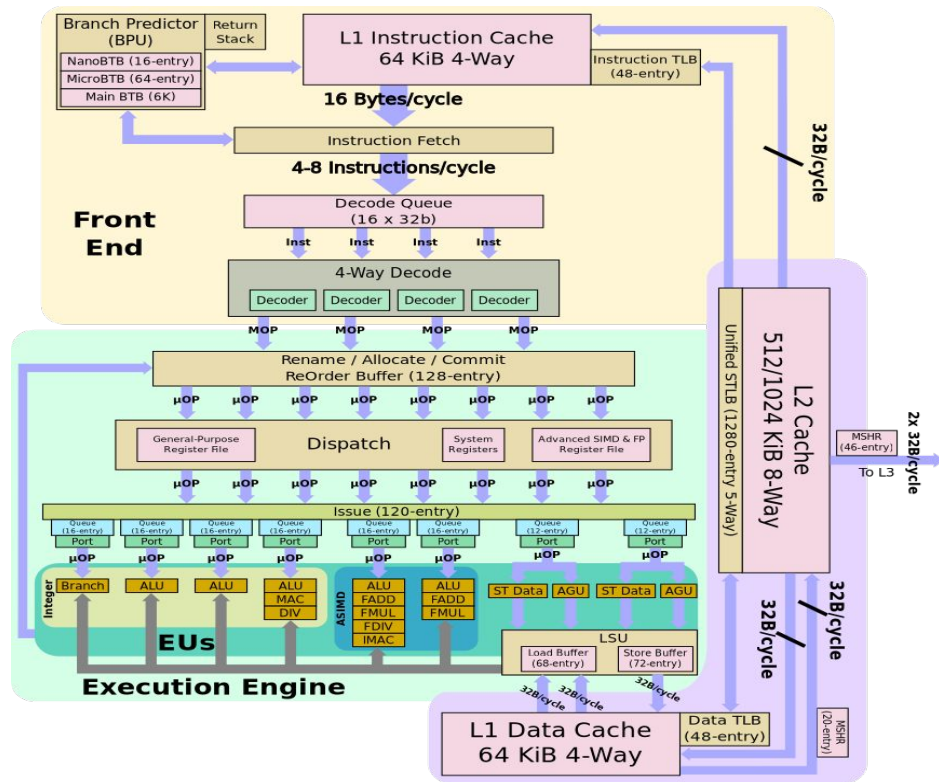 Branch Predictor
(BPU)
Return
Stack
NanoBTB (16-entry)
MicroBTB (64-entry)
Main BTB (6K)
L1 Instruction Cache
64 KiB 4-Way
Instruction TLB
(48-entry)
16 Bytes/cycle
Instruction Fetch
4-8 Instructions/cycle
32B/cycle
Decode Queue
(16 x 32b)
Front
End
Inst
Inst
Inst
Inst
4-Way Decode
Decoder
Decoder
Decoder
Decoder
MOP
MOP
MOP
MOP
Rename / Allocate / Commit
ReOrder Buffer (128-entry)
µOP
µOP
µOP
µOP
µOP
µOP
µOP
µOP
General-Purpose
Register File
Dispatch
System
Registers
Advanced SIMD & FP
Register File
µOP
µOP
µOP
µOP
µOP
µOP
µOP
µOP
Issue (120-entry)
Queue
(16-entry)
Queue
(16-entry)
Queue
(16-entry)
Queue
(16-entry)
Queue
(16-entry)
Queue
(16-entry)
Queue
(12-entry)
Queue
(12-entry)
Port
Port
Port
Port
Port
Port
Port
Port
µOP
µOP
µOP
µOP
µOP
µOP
µOP
µOP
Integer
Branch
ALU
ALU
ALU
MAC
DIV
ASIMD
ALU
FADD
FMUL
FDIV
IMAC
ALU
FADD
FMUL
ST Data
AGU
ST Data
AGU
EUs
Execution Engine
LSU
Load Buffer
(68-entry)
Store Buffer
(72-entry)
32B/cycle
32B/cycle
32B/cycle
L1 Data Cache
64 KiB 4-Way
Data TLB
(48-entry)
Unified STLB (1280-entry 5-Way)
L2 Cache
512/1024 KiB 8-Way
MSHR
(46-entry)
To L3
2x 32B/cycle
32B/cycle
32B/cycle
MSHR
(20-entry)